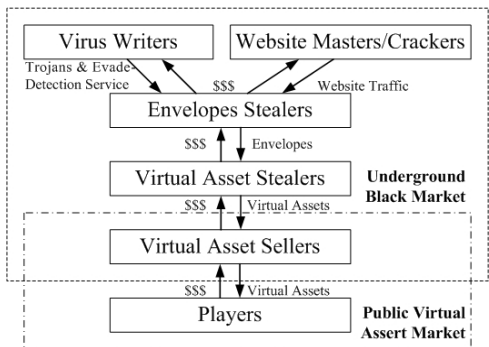 Virus Writers
Website Masters/Crackers
Trojans & Evade-
Detection Service
$$$
Website Traffic
Envelopes Stealers
$$$
Envelopes
Virtual Asset Stealers
Underground
Black Market
$$$
Virtual Assets
Virtual Asset Sellers
$$$
Virtual Assets
Players
Public Virtual
Assert Market